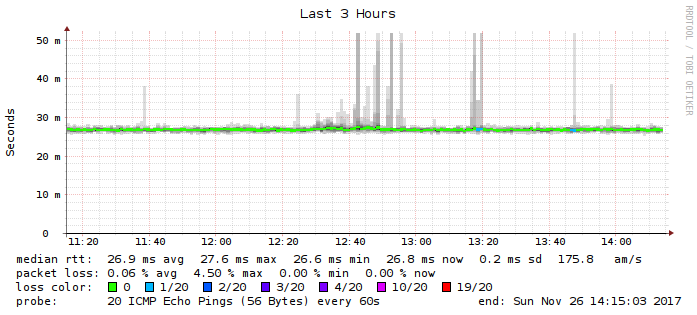 Last 3 Hours
RRDTOOL / TOBI OETIKER
Seconds
50 m
40 m
30 m
20 m
10 m
0
11:20 11:40 12:00 12:20 12:40 13:00 13:20 13:40 14:00
median rtt: 26.9 ms avg 27.6 ms max 26.6 ms min 26.8 ms now 0.2 ms sd 175.8 am/s
packet loss: 0.06 % avg 4.50 % max 0.00 % min 0.00 % now
loss color: 0 1/20 2/20 3/20 4/20 10/20 19/20
probe: 20 ICMP Echo Pings (56 Bytes) every 60s end: Sun Nov 26 14:15:03 2017